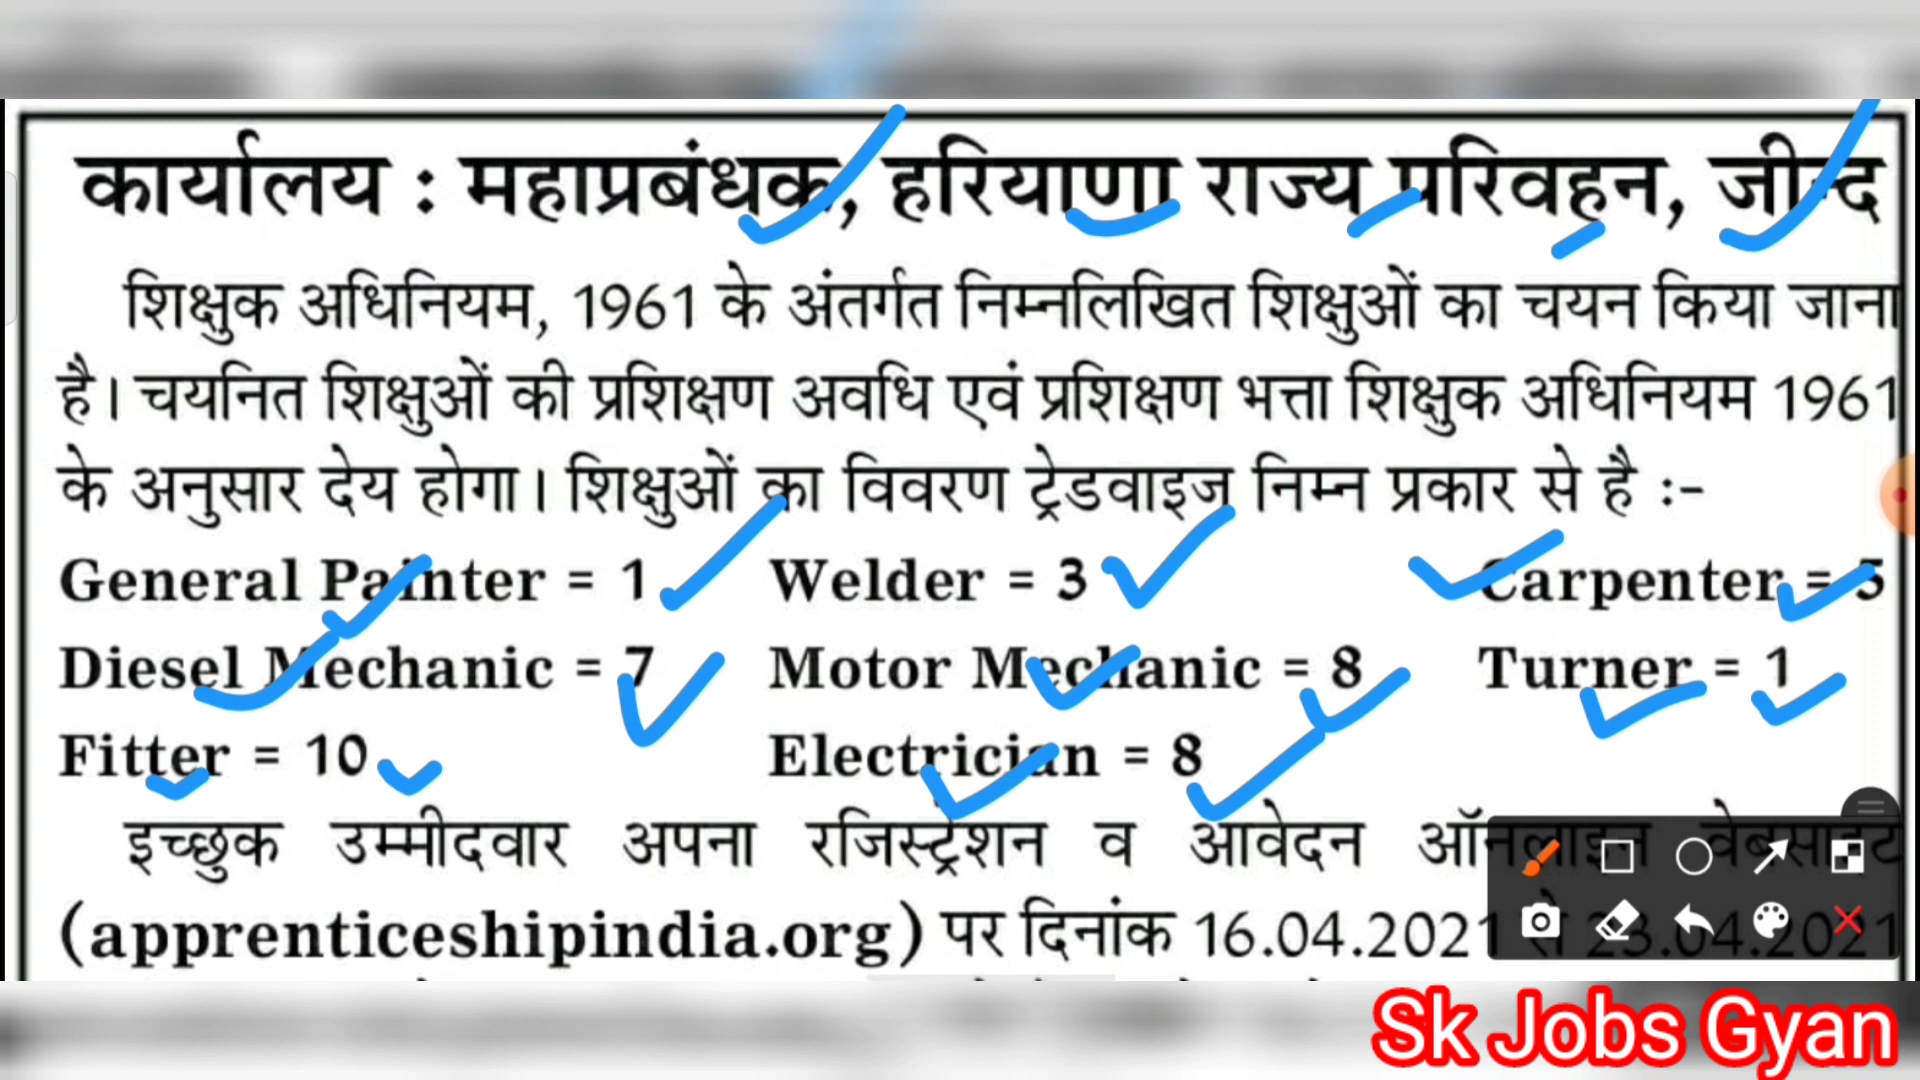 कार्यालय : महाप्रबंधक, हरियाणा राज्य परिवहन, जीन्द
शिक्षुक अधिनियम, 1961 के अंतर्गत निम्नलिखित शिक्षुओं का चयन किया जाना
है। चयनित शिक्षुओं की प्रशिक्षण अवधि एवं प्रशिक्षण भत्ता शिक्षुक अधिनियम 1961
के अनुसार देय होगा। शिक्षुओं का विवरण ट्रेडवाइज निम्न प्रकार से है :-
General Painter = 1 Welder = 3 Carpenter = 5
Diesel Mechanic = 7 Motor Mechanic = 8 Turner = 1
Fitter = 10 Electrician = 8
इच्छुक उम्मीदवार अपना रजिस्ट्रेशन व आवेदन ऑनलाइन वेबसाइट
(apprenticeshipindia.org) पर दिनांक 16.04.2021 से 23.04.2021
Sk Jobs Gyan